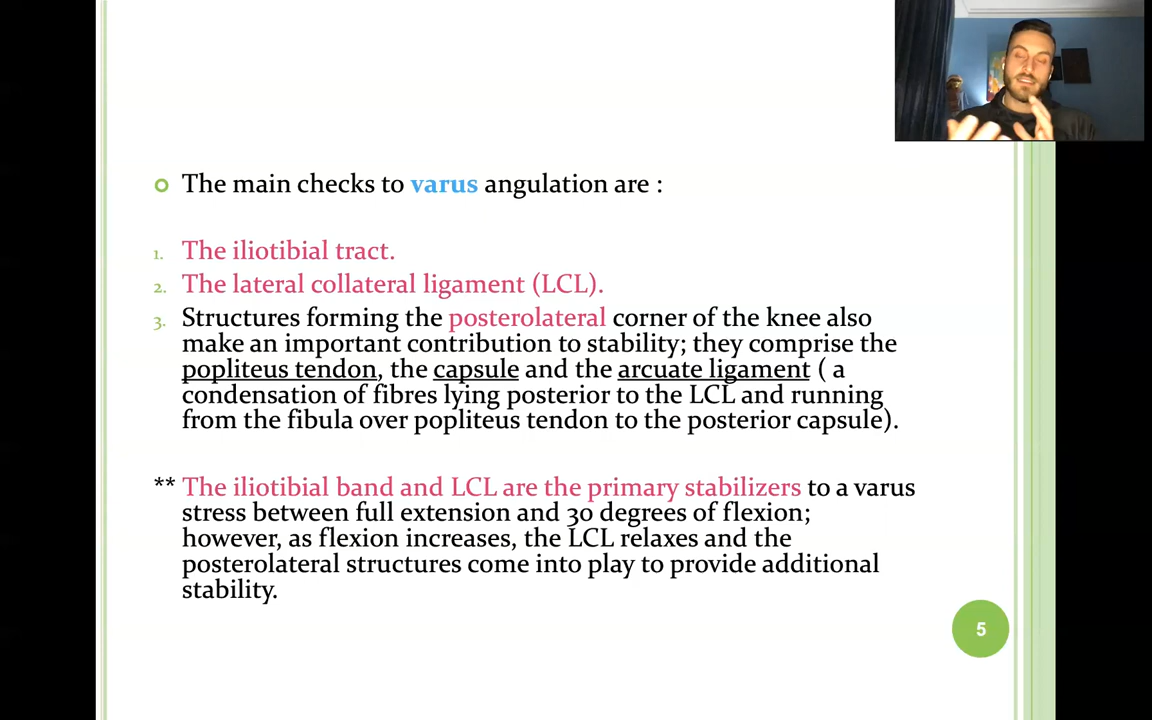 The main checks to varus angulation are :
1. The iliotibial tract.
2. The lateral collateral ligament (LCL).
3. Structures forming the posterolateral corner of the knee also
make an important contribution to stability; they comprise the
popliteus tendon, the capsule and the arcuate ligament ( a
condensation of fibres lying posterior to the LCL and running
from the fibula over popliteus tendon to the posterior capsule).
** The iliotibial band and LCL are the primary stabilizers to a varus
stress between full extension and 30 degrees of flexion;
however, as flexion increases, the LCL relaxes and the
posterolateral structures come into play to provide additional
stability.
5